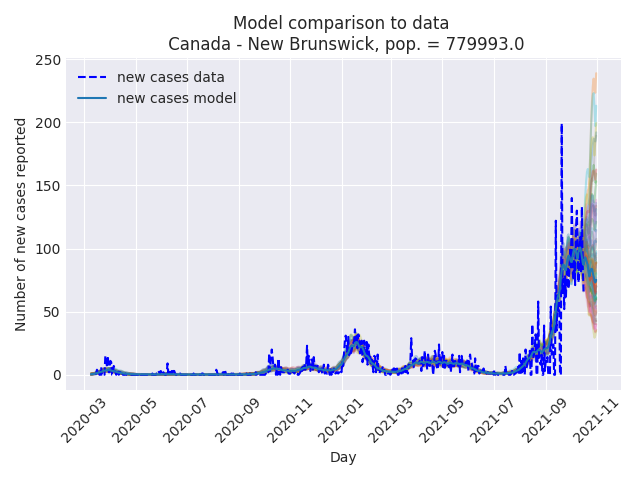 Model comparison to data
Canada - New Brunswick, pop. = 779993.0
new cases data
new cases model
Number of new cases reported
250
200
150
100
50
0
2020-03
2020-05
2020-07
2020-09
2020-11
2021-01
2021-03
2021-05
2021-07
2021-09
2021-11
Day